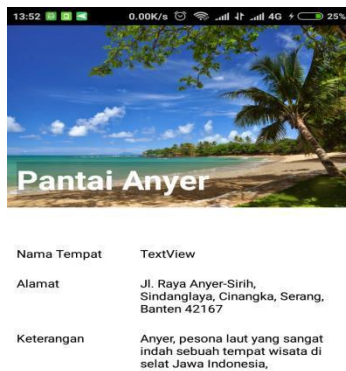 13:52 0.00K/s 4G 25%
Pantai Anyer
Nama Tempat TextView
Alamat Jl. Raya Anyer-Sirih,
Sindanglaya, Cinangka, Serang,
Banten 42167
Keterangan Anyer, pesona laut yang sangat
indah sebuah tempat wisata di
selat Jawa Indonesia,